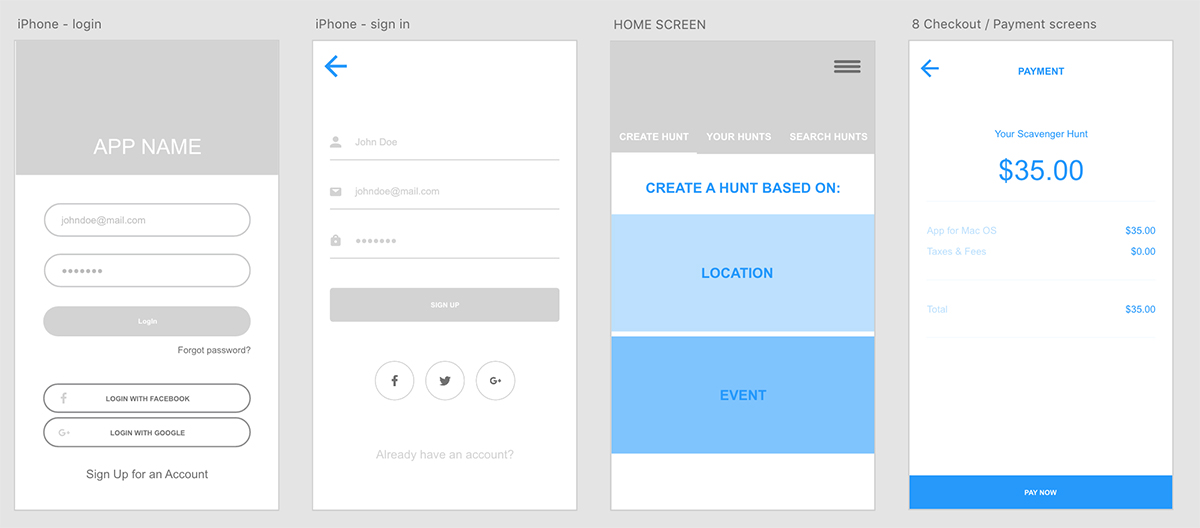 iPhone - login
APP NAME
johndoe@mail.com
Login
Forgot password?
f LOGIN WITH FACEBOOK
G+ LOGIN WITH GOOGLE
Sign Up for an Account
iPhone - sign in
John Doe
johndoe@mail.com
SIGN UP
f G+
Already have an account?
HOME SCREEN
CREATE HUNT YOUR HUNTS SEARCH HUNTS
CREATE A HUNT BASED ON:
LOCATION
EVENT
8 Checkout / Payment screens
PAYMENT
Your Scavenger Hunt
$35.00
App for Mac OS $35.00
Taxes & Fees $0.00
Total $35.00
PAY NOW